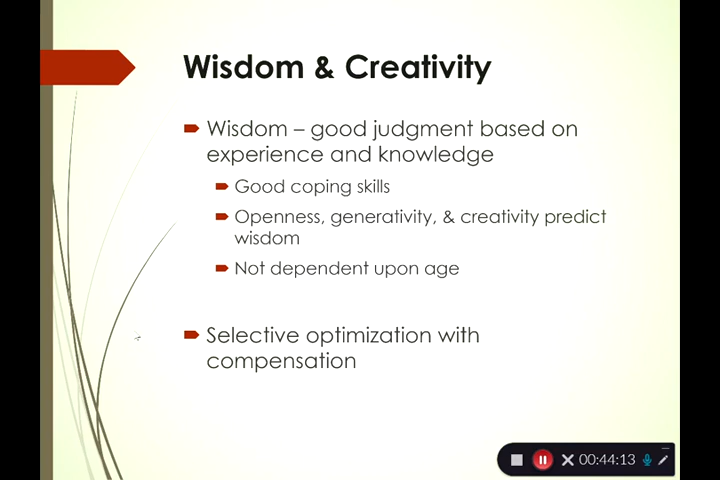 Wisdom & Creativity
Wisdom – good judgment based on
experience and knowledge
Good coping skills
Openness, generativity, & creativity predict
wisdom
Not dependent upon age
Selective optimization with
compensation
00:44:13